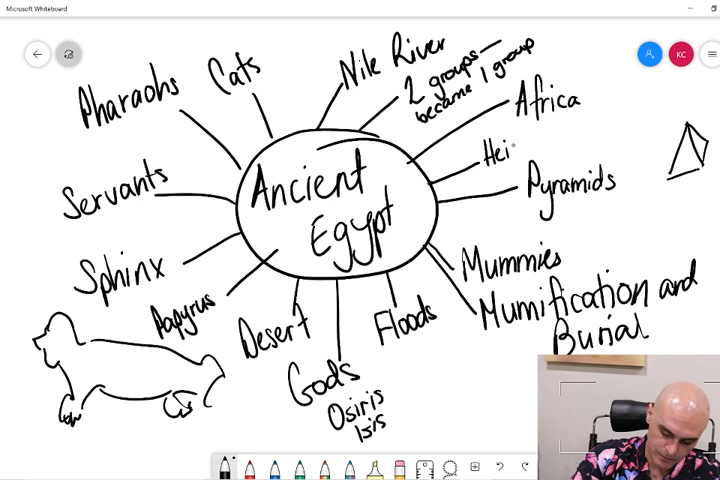 Microsoft Whiteboard
KC
Pharaohs
Cats
Nile River
2 groups—
became 1 group
Africa
Hei
Servants
Ancient
Egypt
Pyramids
Sphinx
Mummies
Papyrus
Desert
Floods
Mumification and
Burial
Gods
Osiris
Isis